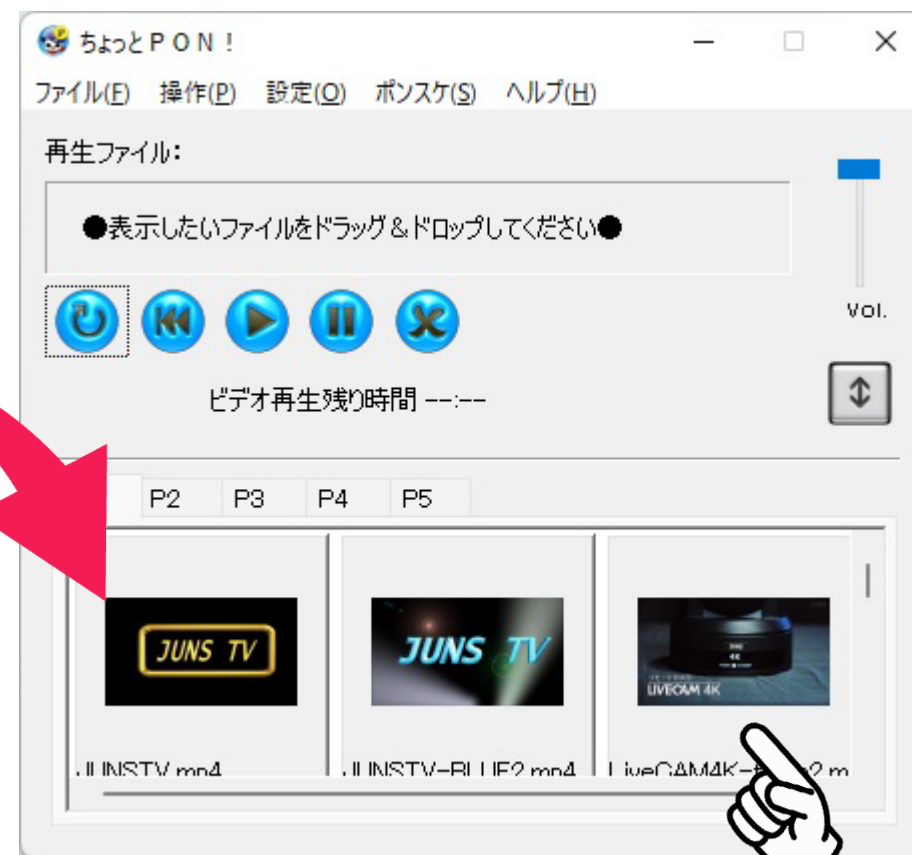 ちょっとＰＯＮ！
ファイル(F) 操作(P) 設定(O) ポンスケ(S) ヘルプ(H)
再生ファイル：
●表示したいファイルをドラッグ＆ドロップしてください●
Vol.
ビデオ再生残り時間 --:--
P2 P3 P4 P5
JUNS TV
JUNS TV
LIVECAM 4K
JUNSTV.mp4 JUNSTV-BLUE2.mp4 LiveCAM4K-